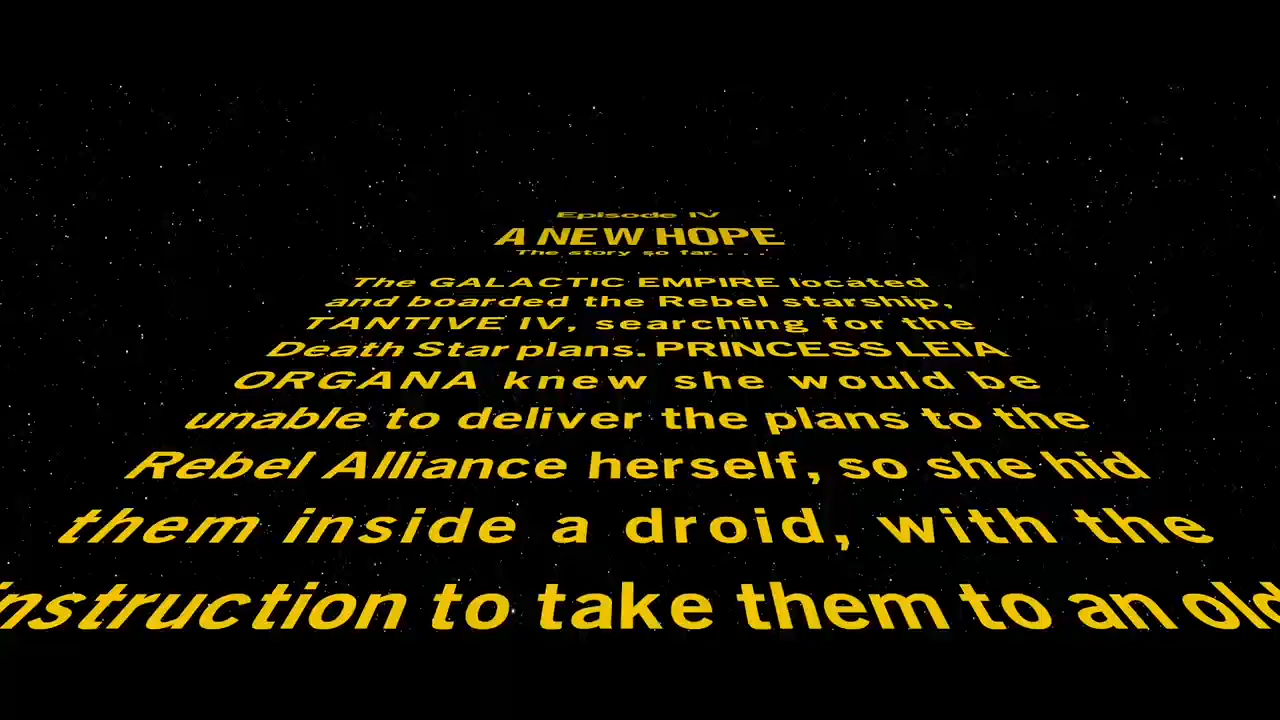 Episode IV
A NEW HOPE
The story so far. . . .
The GALACTIC EMPIRE located
and boarded the Rebel starship,
TANTIVE IV, searching for the
Death Star plans. PRINCESS LEIA
ORGANA knew she would be
unable to deliver the plans to the
Rebel Alliance herself, so she hid
them inside a droid, with the
instruction to take them to an old